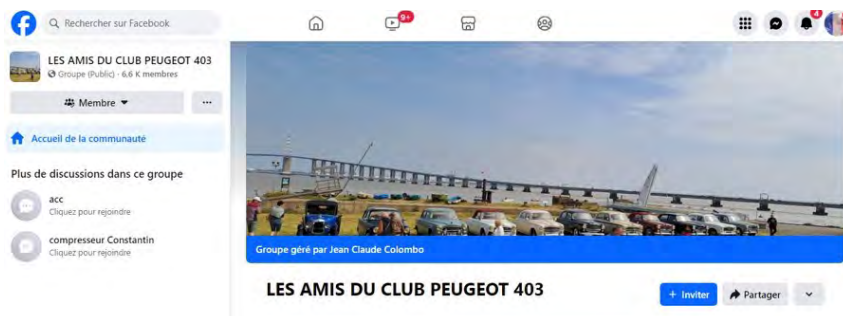 Rechercher sur Facebook
9+
4
LES AMIS DU CLUB PEUGEOT 403
Groupe (Public) · 6,6 K membres
Membre
Accueil de la communauté
Plus de discussions dans ce groupe
acc
Cliquez pour rejoindre
compresseur Constantin
Cliquez pour rejoindre
Groupe géré par Jean Claude Colombo
LES AMIS DU CLUB PEUGEOT 403
+ Inviter
Partager